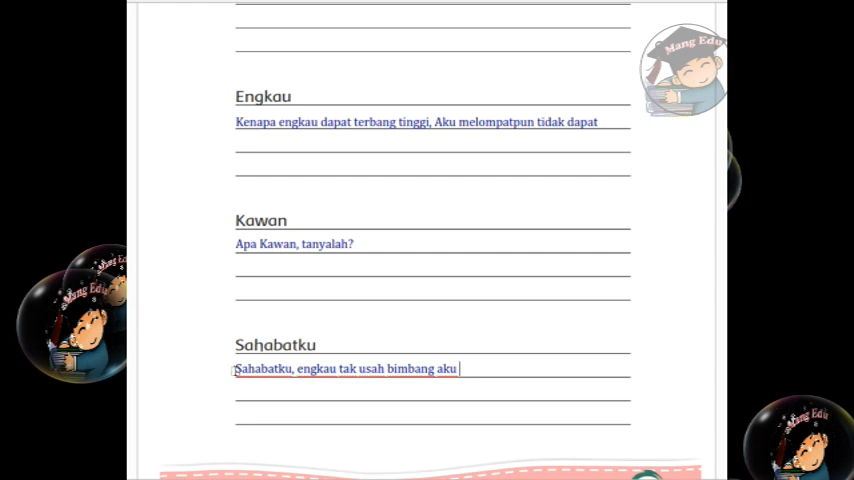 Mang Edu
Engkau
Kenapa engkau dapat terbang tinggi, Aku melompatpun tidak dapat
Kawan
Apa Kawan, tanyalah?
Mang Edu
Mang Edu
Sahabatku
Sahabatku, engkau tak usah bimbang aku
Mang Edu